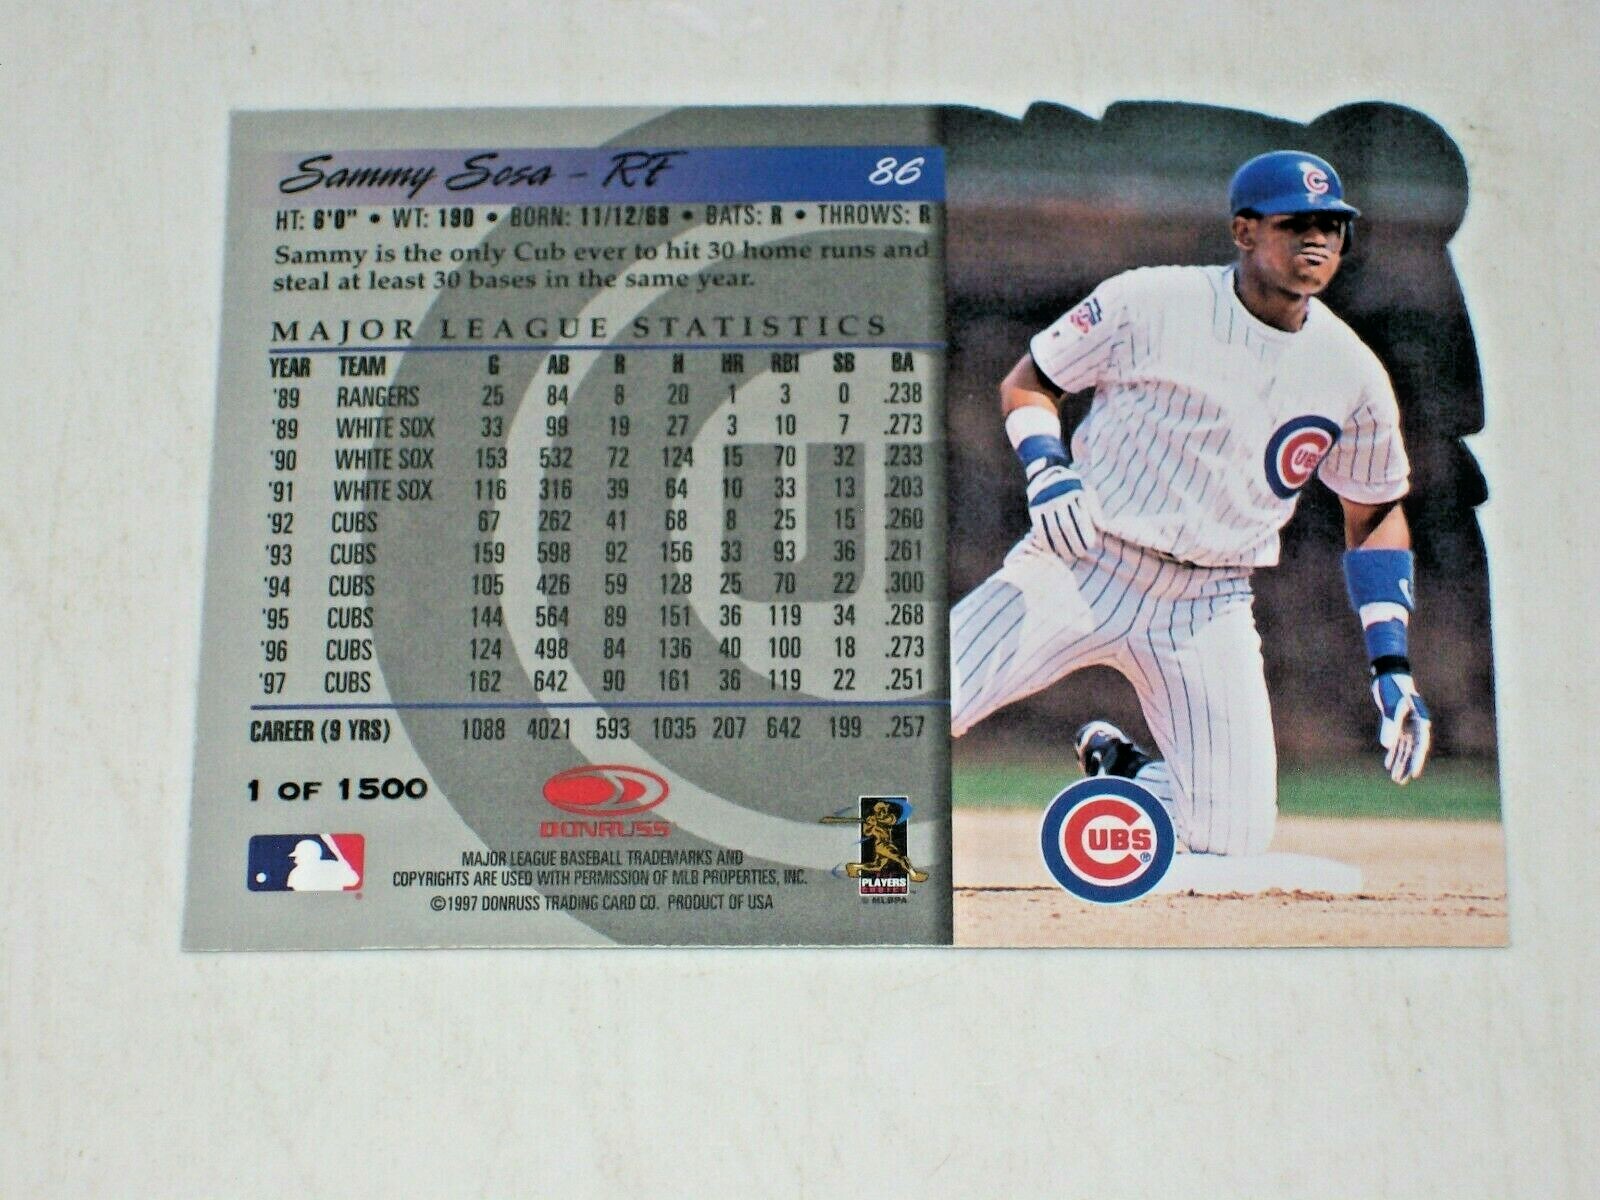 Sammy Sosa - RF 86
HT: 6'0" • WT: 190 • BORN: 11/12/68 • BATS: R • THROWS: R
Sammy is the only Cub ever to hit 30 home runs and
steal at least 30 bases in the same year.
MAJOR LEAGUE STATISTICS
YEAR TEAM G AB R H HR RBI SB BA
'89 RANGERS 25 84 8 20 1 3 0 .238
'89 WHITE SOX 33 99 19 27 3 10 7 .273
'90 WHITE SOX 153 532 72 124 15 70 32 .233
'91 WHITE SOX 116 316 39 64 10 33 13 .203
'92 CUBS 67 262 41 68 8 25 15 .260
'93 CUBS 159 598 92 156 33 93 36 .261
'94 CUBS 105 426 59 128 25 70 22 .300
'95 CUBS 144 564 89 151 36 119 34 .268
'96 CUBS 124 498 84 136 40 100 18 .273
'97 CUBS 162 642 90 161 36 119 22 .251
CAREER (9 YRS) 1088 4021 593 1035 207 642 199 .257
1 OF 1500
DONRUSS
MAJOR LEAGUE BASEBALL TRADEMARKS AND
COPYRIGHTS ARE USED WITH PERMISSION OF MLB PROPERTIES, INC.
©1997 DONRUSS TRADING CARD CO. PRODUCT OF USA
PLAYERS
CHOICE
© MLBPA
C
CUBS
CUBS®